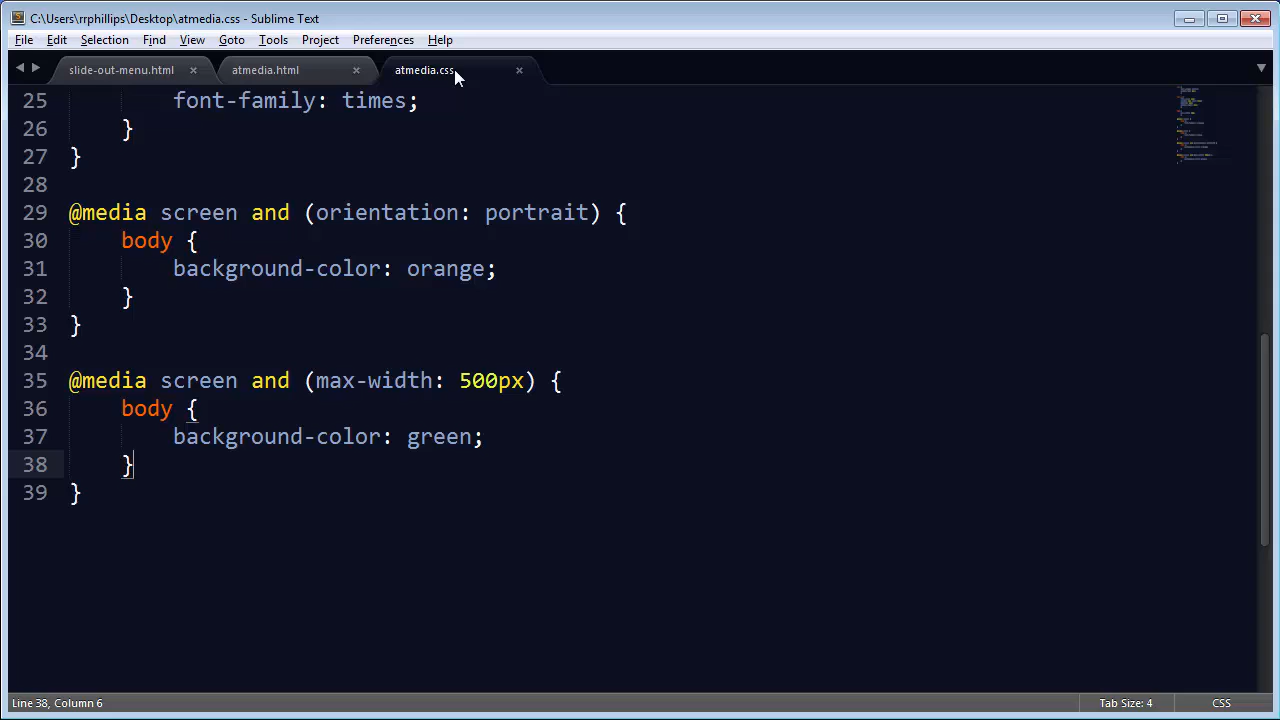 C:\Users\rrphillips\Desktop\atmedia.css - Sublime Text
File Edit Selection Find View Goto Tools Project Preferences Help
slide-out-menu.html × atmedia.html × atmedia.css ×
25 font-family: times;
26 }
27 }
28
29 @media screen and (orientation: portrait) {
30 body {
31 background-color: orange;
32 }
33 }
34
35 @media screen and (max-width: 500px) {
36 body {
37 background-color: green;
38 }
39 }
Line 38, Column 6 Tab Size: 4 CSS